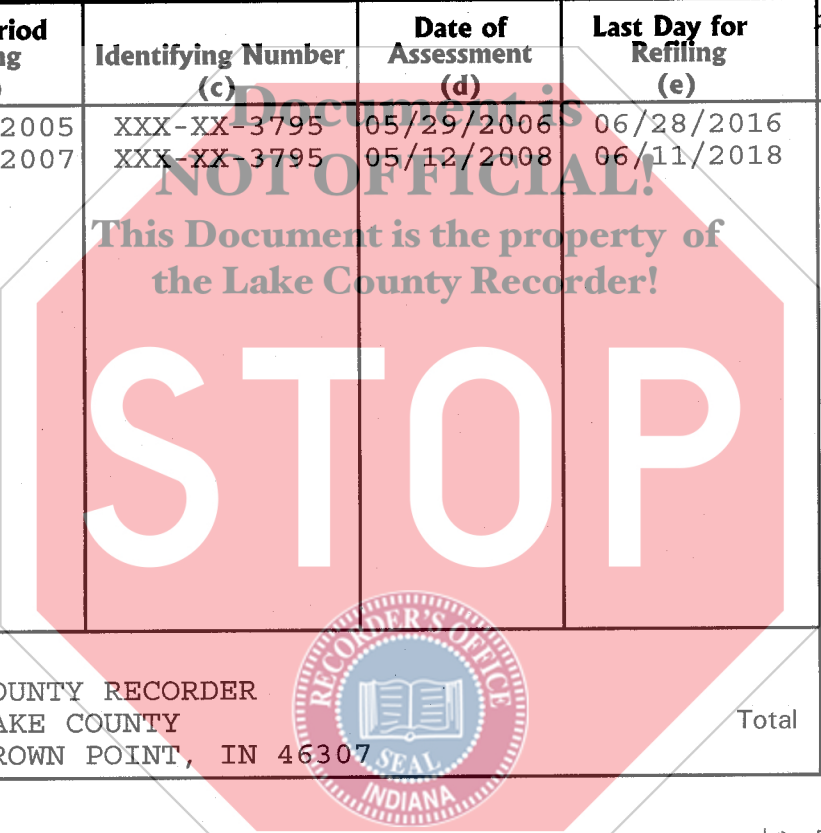 riod Date of Last Day for
ng Identifying Number Assessment Refiling
) (c) (d) (e)
2005 XXX-XX-3795 05/29/2006 06/28/2016
2007 XXX-XX-3795 05/12/2008 06/11/2018
Document is
NOT OFFICIAL!
This Document is the property of
the Lake County Recorder!
STOP
OUNTY RECORDER
AKE COUNTY Total
ROWN POINT, IN 46307
RECORDER'S OFFICE
SEAL
INDIANA